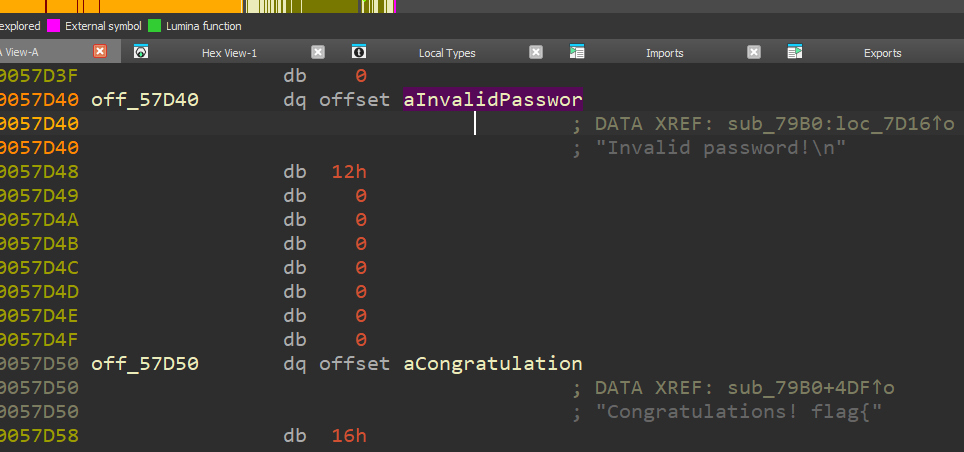 explored External symbol Lumina function
View-A Hex View-1 Local Types Imports Exports
0057D3F db 0
0057D40 off_57D40 dq offset aInvalidPasswor
0057D40 ; DATA XREF: sub_79B0:loc_7D16↑o
0057D40 ; "Invalid password!\n"
0057D48 db 12h
0057D49 db 0
0057D4A db 0
0057D4B db 0
0057D4C db 0
0057D4D db 0
0057D4E db 0
0057D4F db 0
0057D50 off_57D50 dq offset aCongratulation
0057D50 ; DATA XREF: sub_79B0+4DF↑o
0057D50 ; "Congratulations! flag{"
0057D58 db 16h